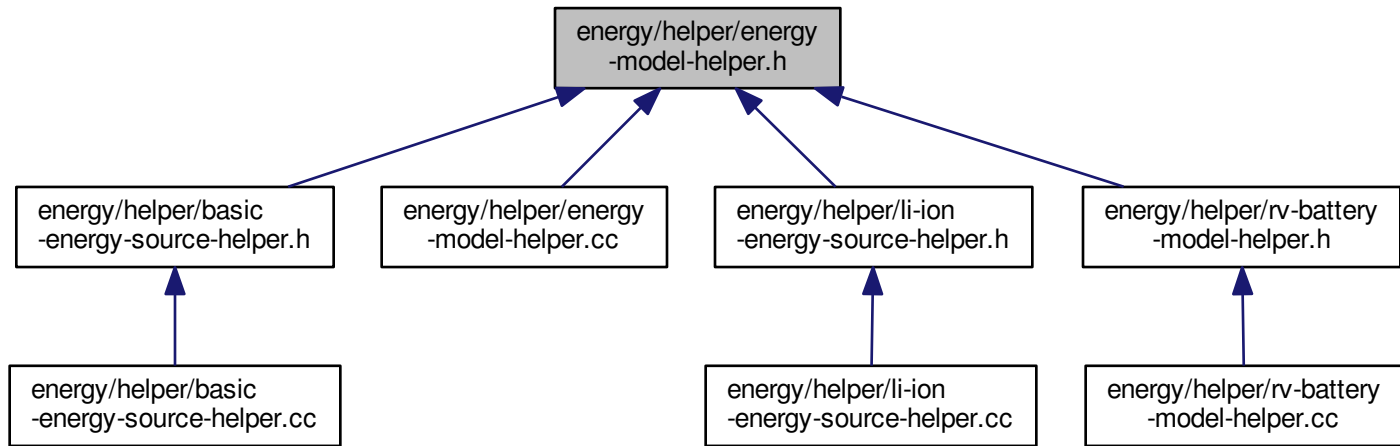 energy/helper/energy
-model-helper.h
energy/helper/basic
-energy-source-helper.h
energy/helper/energy
-model-helper.cc
energy/helper/li-ion
-energy-source-helper.h
energy/helper/rv-battery
-model-helper.h
energy/helper/basic
-energy-source-helper.cc
energy/helper/li-ion
-energy-source-helper.cc
energy/helper/rv-battery
-model-helper.cc